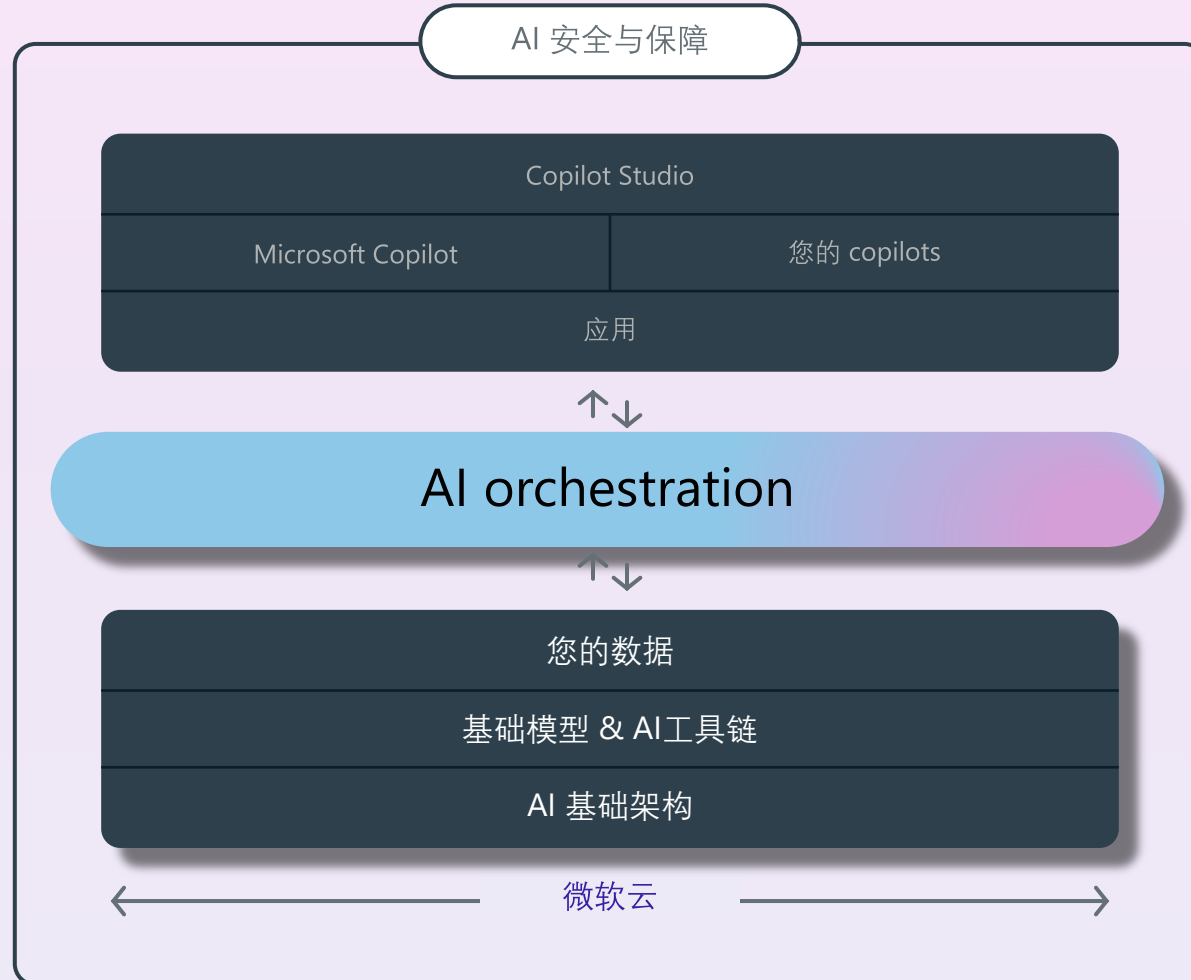 AI 安全与保障
Copilot Studio
Microsoft Copilot
您的 copilots
应用
AI orchestration
您的数据
基础模型 & AI工具链
AI 基础架构
微软云